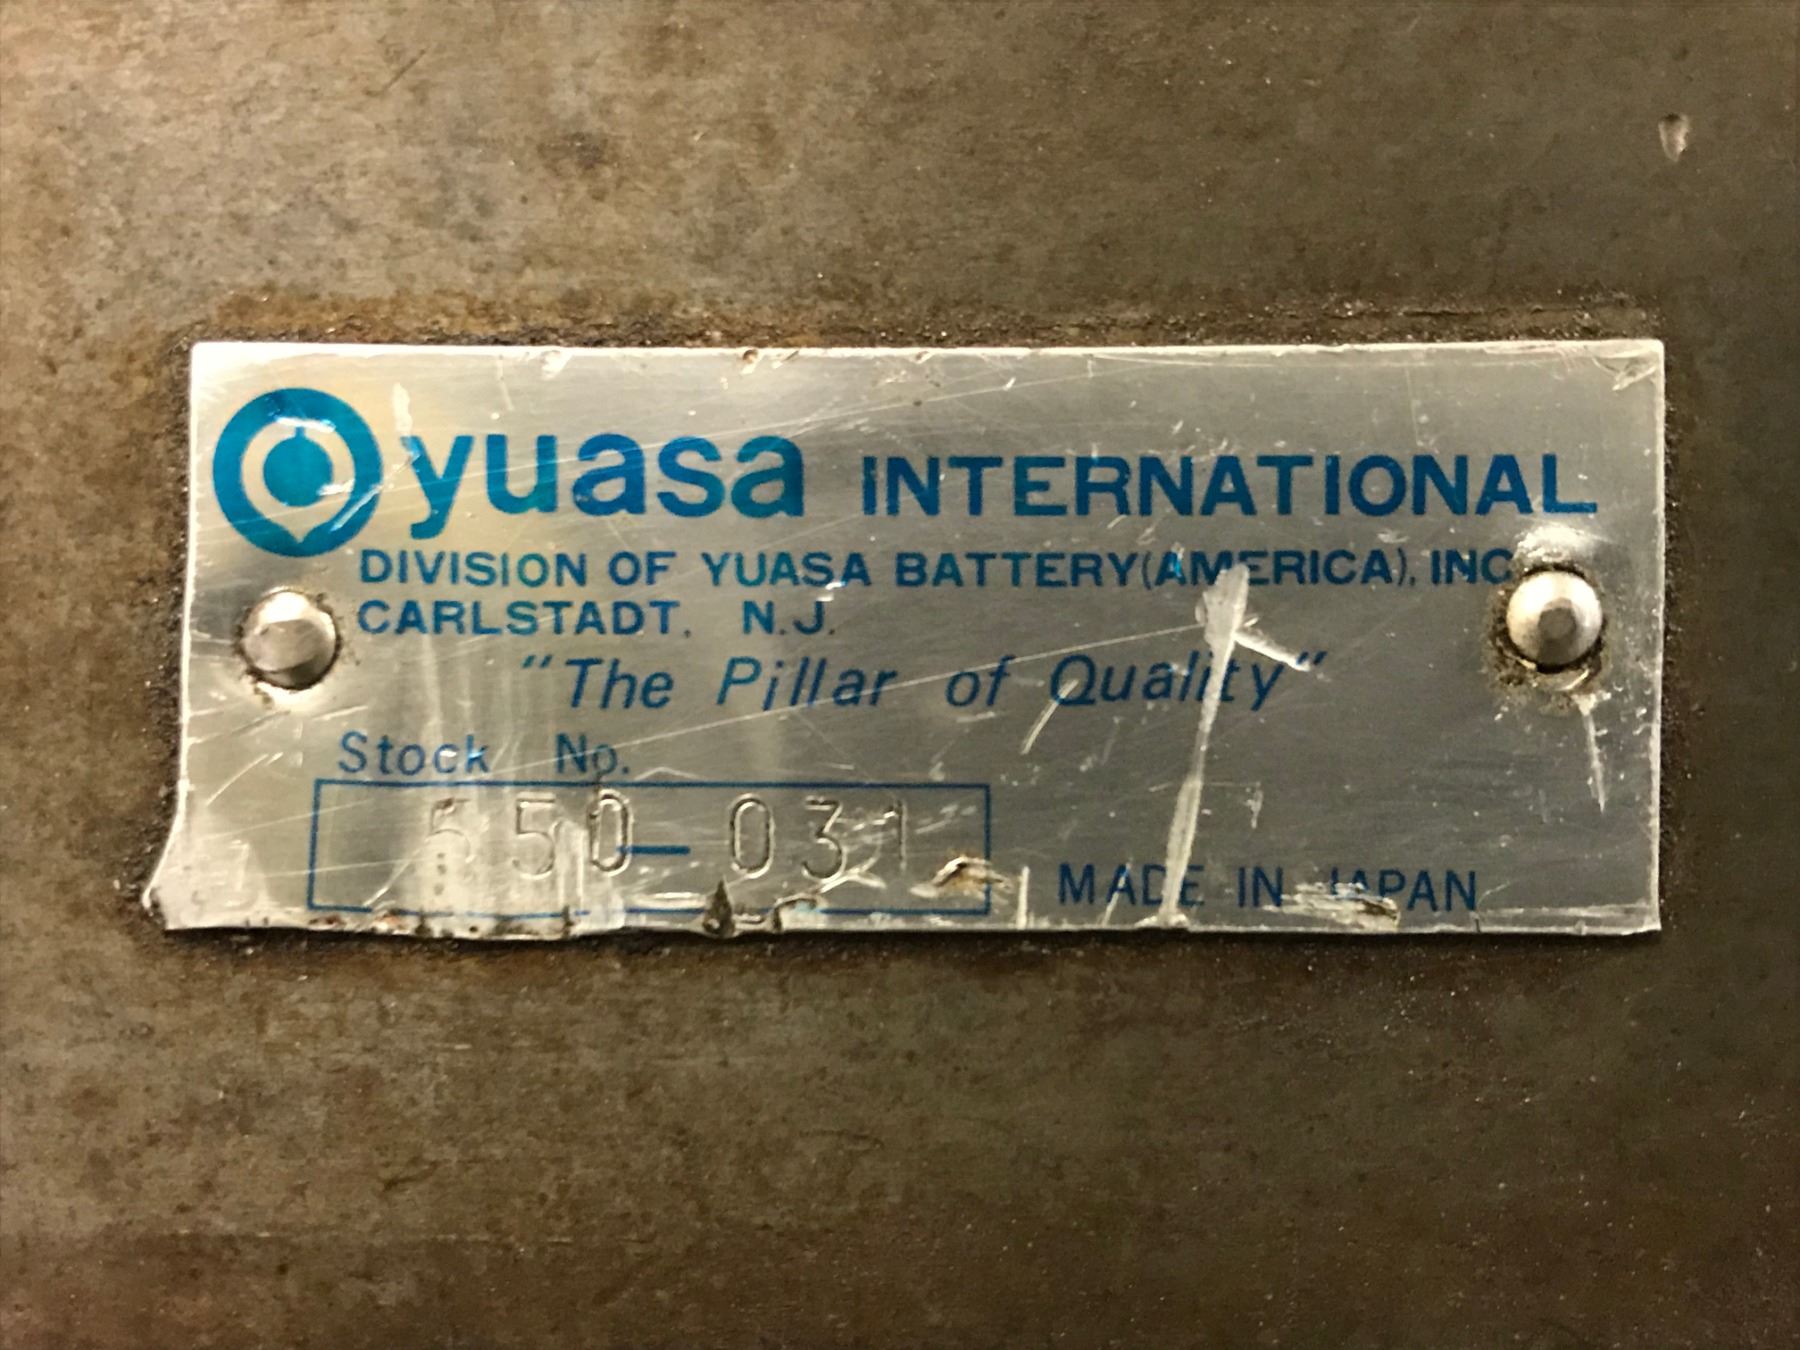 yuasa INTERNATIONAL
DIVISION OF YUASA BATTERY(AMERICA), INC.
CARLSTADT, N.J.
"The Pillar of Quality"
Stock No.
550-031
MADE IN JAPAN